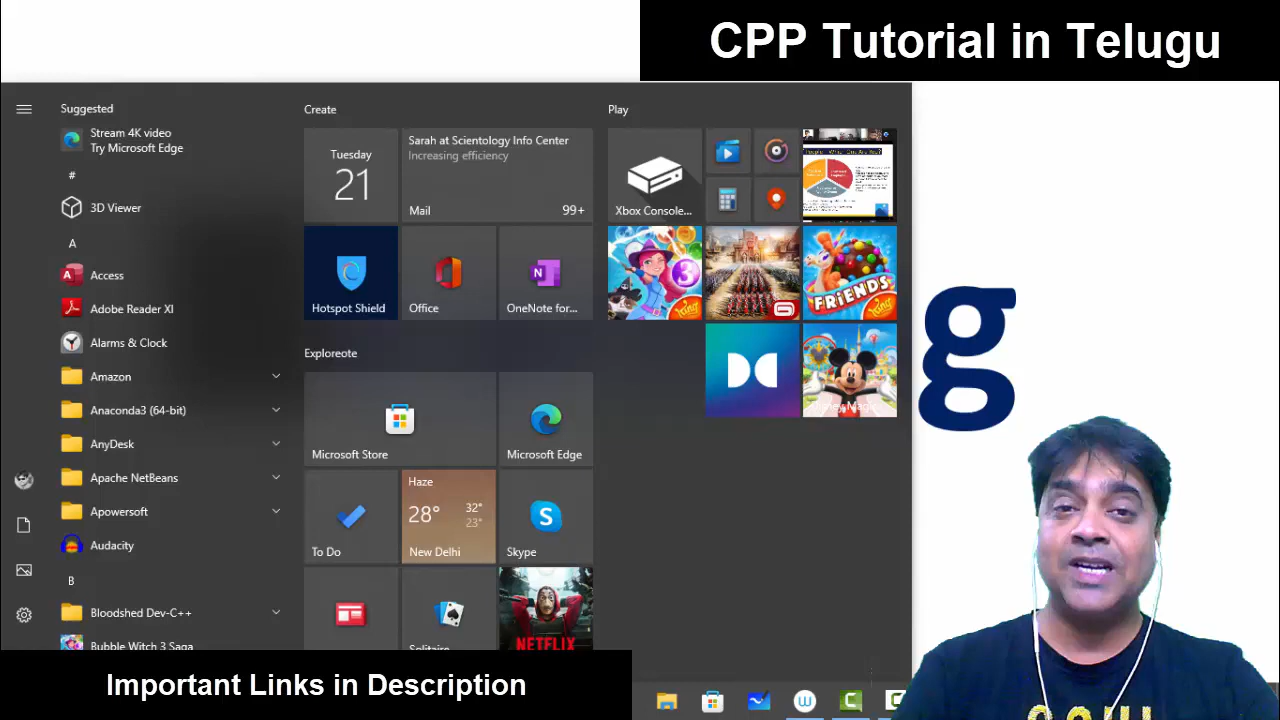 CPP Tutorial in Telugu
Suggested
Stream 4K video
Try Microsoft Edge
#
3D Viewer
A
Access
Adobe Reader XI
Alarms & Clock
Amazon
Anaconda3 (64-bit)
AnyDesk
Apache NetBeans
Apowersoft
Audacity
B
Bloodshed Dev-C++
Bubble Witch 3 Saga
Create
Tuesday
21
Sarah at Scientology Info Center
Increasing efficiency
Mail
99+
Hotspot Shield
Office
OneNote for...
Exploreote
Microsoft Store
Microsoft Edge
To Do
Haze
28°
32°
23°
New Delhi
Skype
Solitaire
NETFLIX
Play
Xbox Console...
3
King
FRiENDS
King
g
Important Links in Description